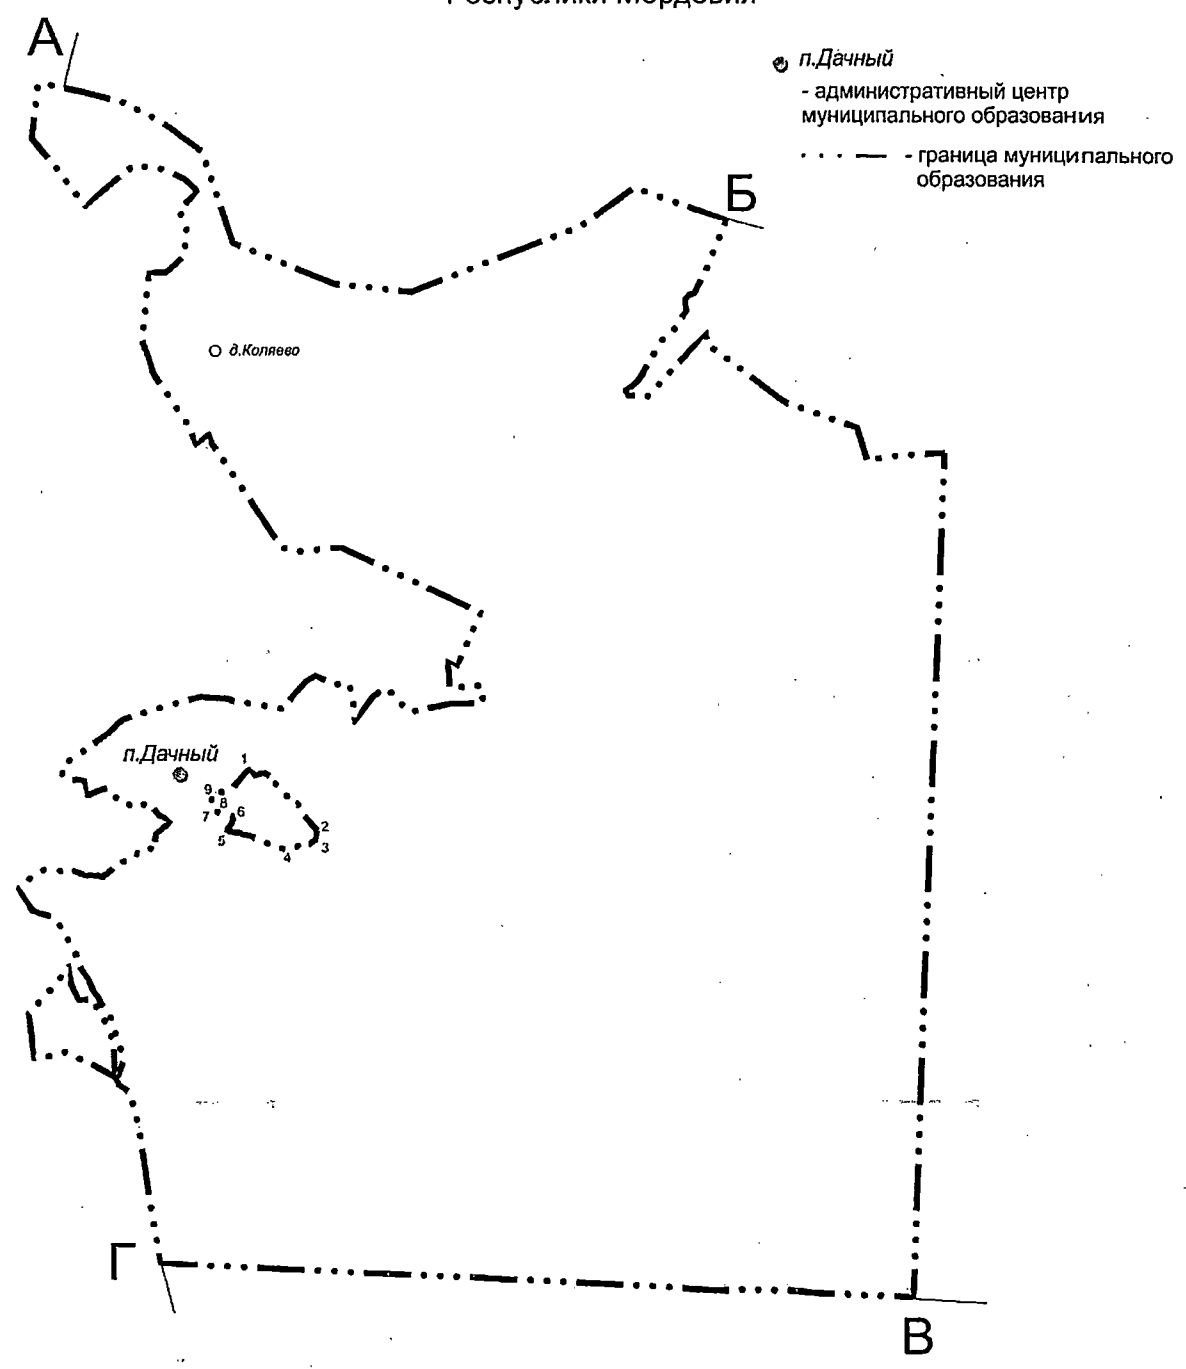 Республики Мордовия
А
п.Дачный
- административный центр
муниципального образования
- граница муниципального
образования
Б
д.Коляево
п.Дачный
1
9
8
6
7
5
2
3
4
Г
В